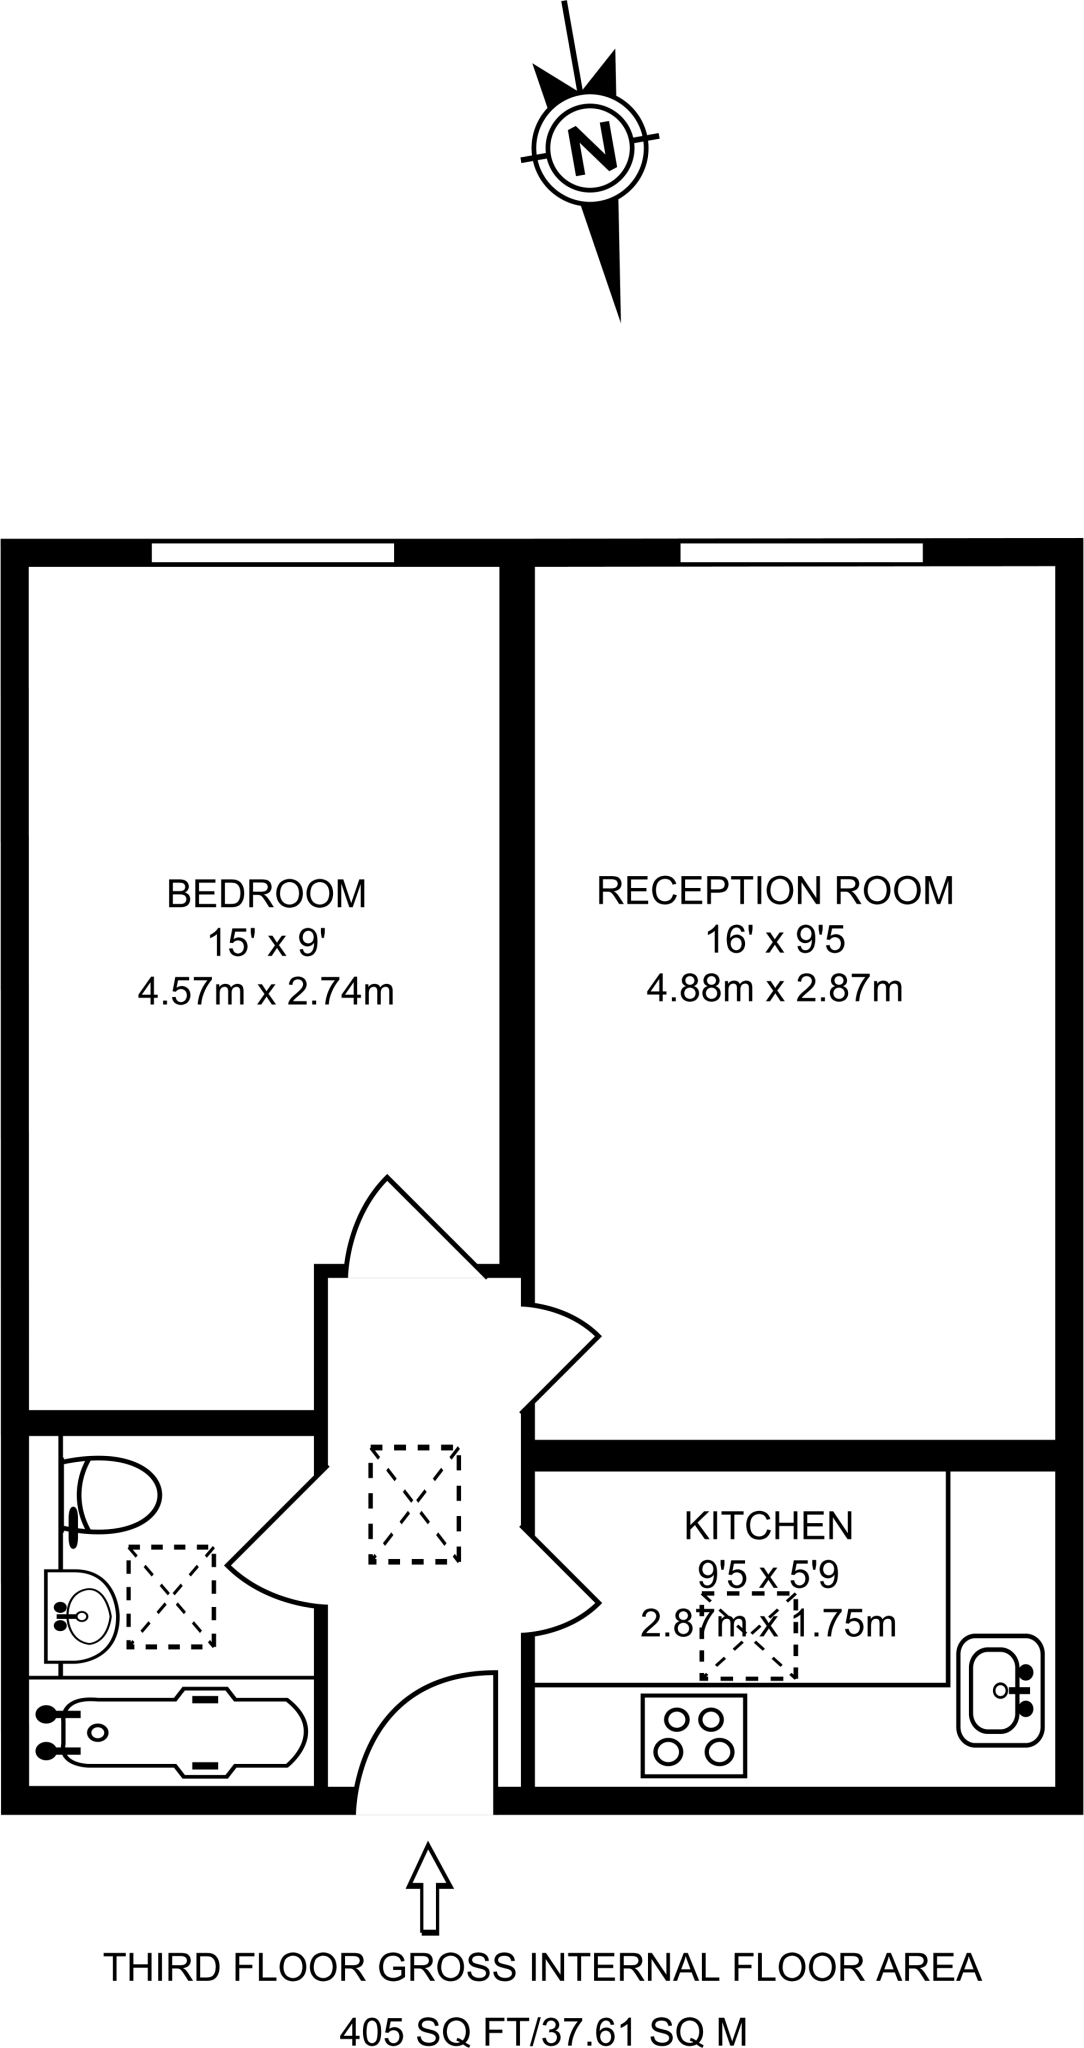 N
BEDROOM
15' x 9'
4.57m x 2.74m
RECEPTION ROOM
16' x 9'5
4.88m x 2.87m
KITCHEN
9'5 x 5'9
2.87m x 1.75m
THIRD FLOOR GROSS INTERNAL FLOOR AREA
405 SQ FT/37.61 SQ M